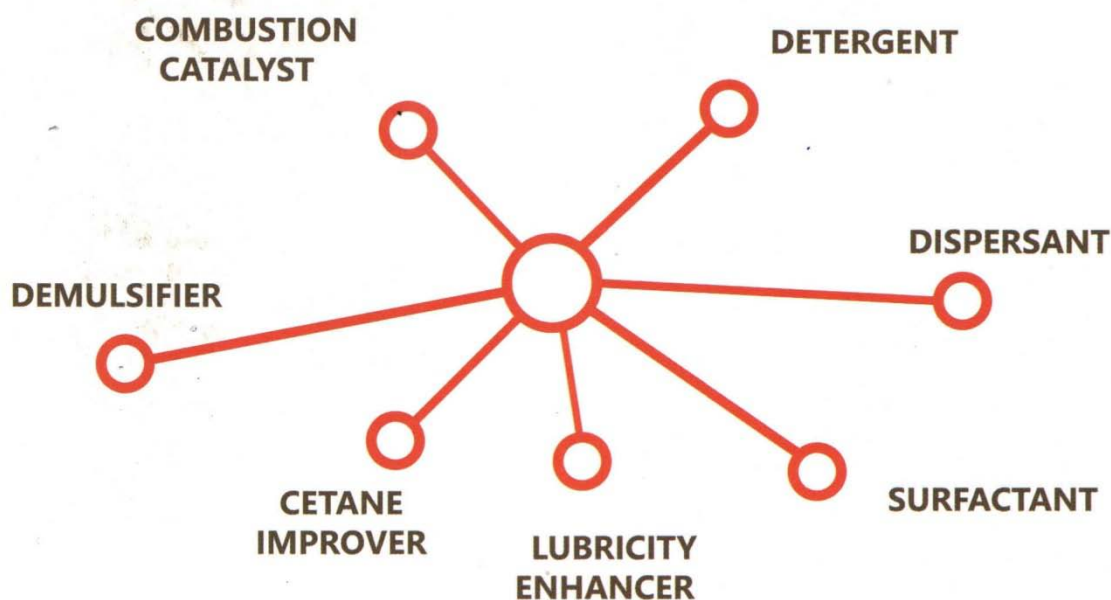 COMBUSTION
CATALYST
DETERGENT
DISPERSANT
DEMULSIFIER
CETANE
IMPROVER
LUBRICITY
ENHANCER
SURFACTANT